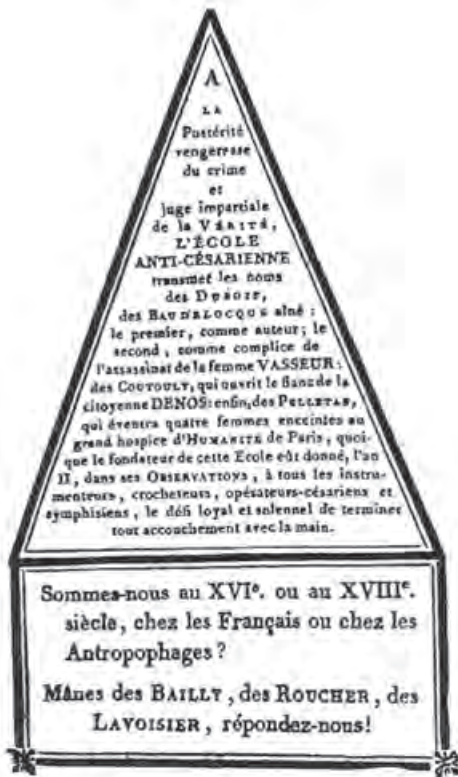 A
LA
Postérité
vengeresse
du crime
et
juge impartiale
de la VÉRITÉ,
L'ÉCOLE
ANTI-CÉSARIENNE
transmet les noms
des DUBOIS,
des BAUDELOCQUE aîné :
le premier, comme auteur; le
second, comme complice de
l'assassinat de la femme VASSEUR :
des COUTOULY, qui ouvrit le flanc de la
citoyenne DENOS: enfin, des PELLETAN,
qui éventra quatre femmes enceintes au
grand hospice d'HUMANITÉ de Paris, quoi-
que le fondateur de cette École eût donné, l'an
II, dans ses OBSERVATIONS, à tous les instru-
menteurs, crocheteurs, opérateurs-césariens et
symphisiens, le défi loyal et solennel de terminer
tout accouchement avec la main.
Sommes-nous au XVIe. ou au XVIIIe.
siècle, chez les Français ou chez les
Antropophages ?
Mânes des BAILLY, des ROUCHER, des
LAVOISIER, répondez-nous!